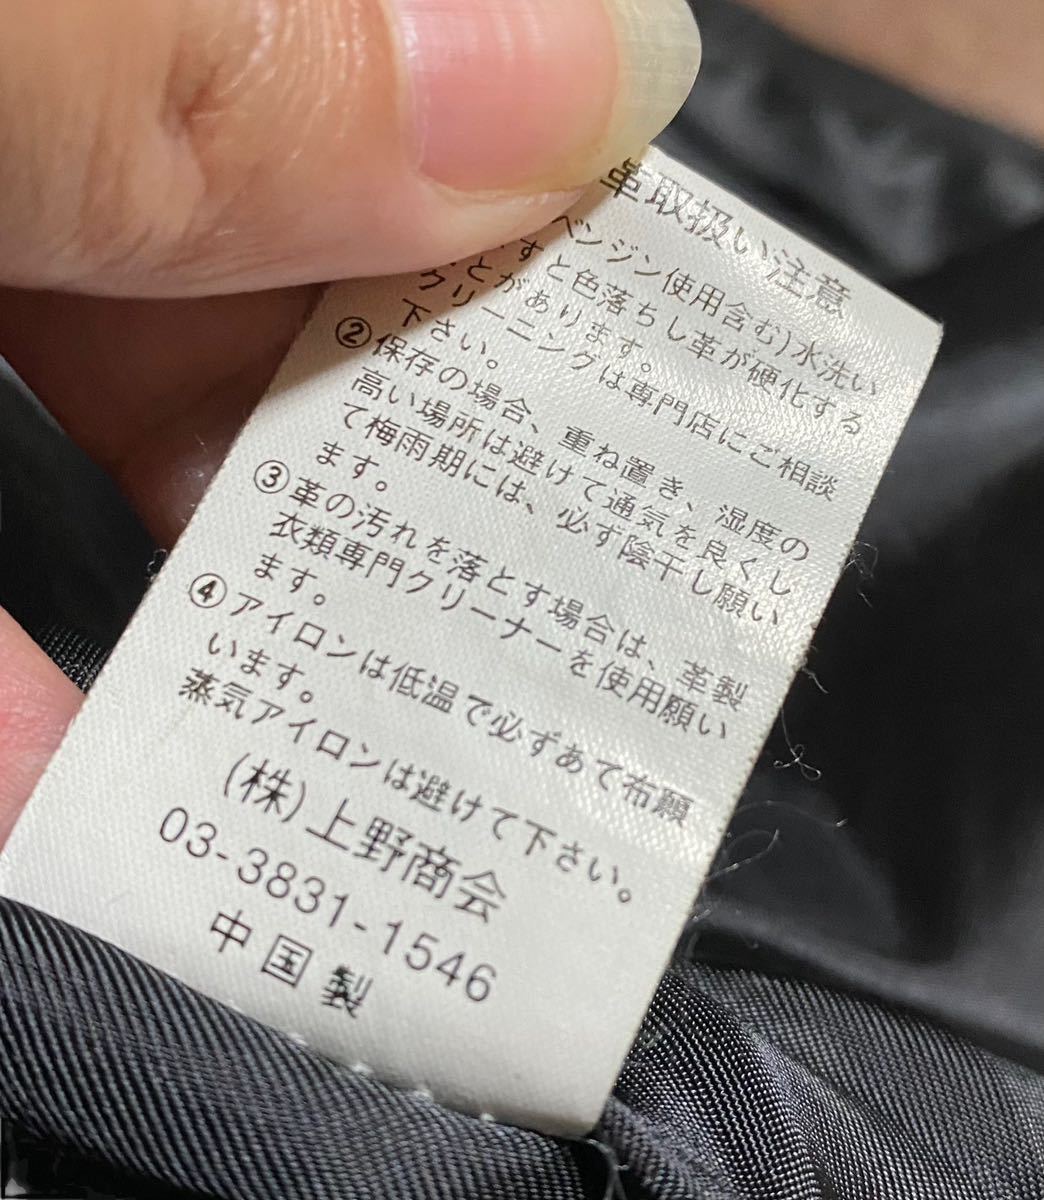 革取扱い注意
ベンジン使用含む)水洗い
すと色落ちし革が硬化する
とがあります。
クリーニングは専門店にご相談
下さい。
②保存の場合、重ね置き、湿度の
高い場所は避けて通気を良くし
て梅雨期には、必ず陰干し願い
ます。
③革の汚れを落とす場合は、革製
衣類専門クリーナーを使用願い
ます。
④アイロンは低温で必ずあて布願
います。
蒸気アイロンは避けて下さい。
(株)上野商会
03-3831-1546
中国製